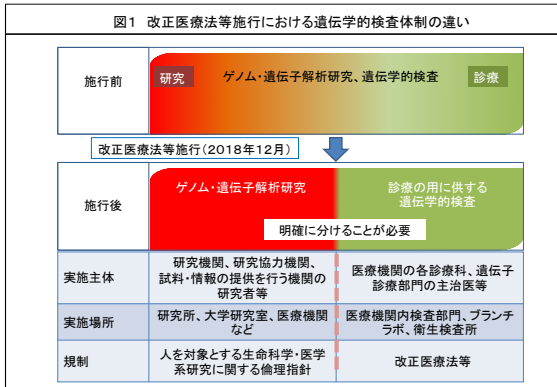 図1 改正医療法等施行における遺伝学的検査体制の違い
施行前
研究
ゲノム・遺伝子解析研究、遺伝学的検査
診療
改正医療法等施行(2018年12月)
施行後
ゲノム・遺伝子解析研究
診療の用に供する
遺伝学的検査
明確に分けることが必要
実施主体
研究機関、研究協力機関、
試料・情報の提供を行う機関の
研究者等
医療機関の各診療科、遺伝子
診療部門の主治医等
実施場所
研究所、大学研究室、医療機関
など
医療機関内検査部門、ブランチ
ラボ、衛生検査所
規制
人を対象とする生命科学・医学
系研究に関する倫理指針
改正医療法等